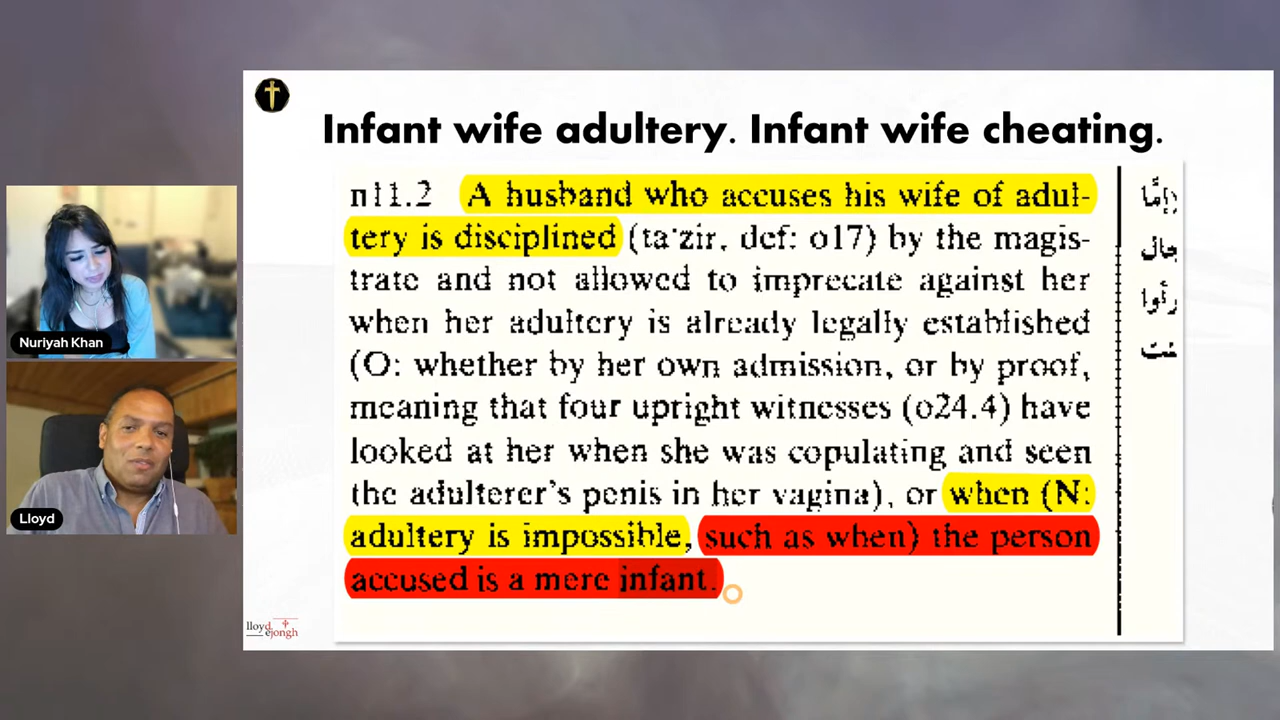 Infant wife adultery. Infant wife cheating.
n11.2 A husband who accuses his wife of adul-
tery is disciplined (ta'zir, def: o17) by the magis-
trate and not allowed to imprecate against her
when her adultery is already legally established
(O: whether by her own admission, or by proof,
meaning that four upright witnesses (o24.4) have
looked at her when she was copulating and seen
the adulterer's penis in her vagina), or when (N:
adultery is impossible, such as when) the person
accused is a mere infant.
Nuriyah Khan
Lloyd
lloyd
ejongh